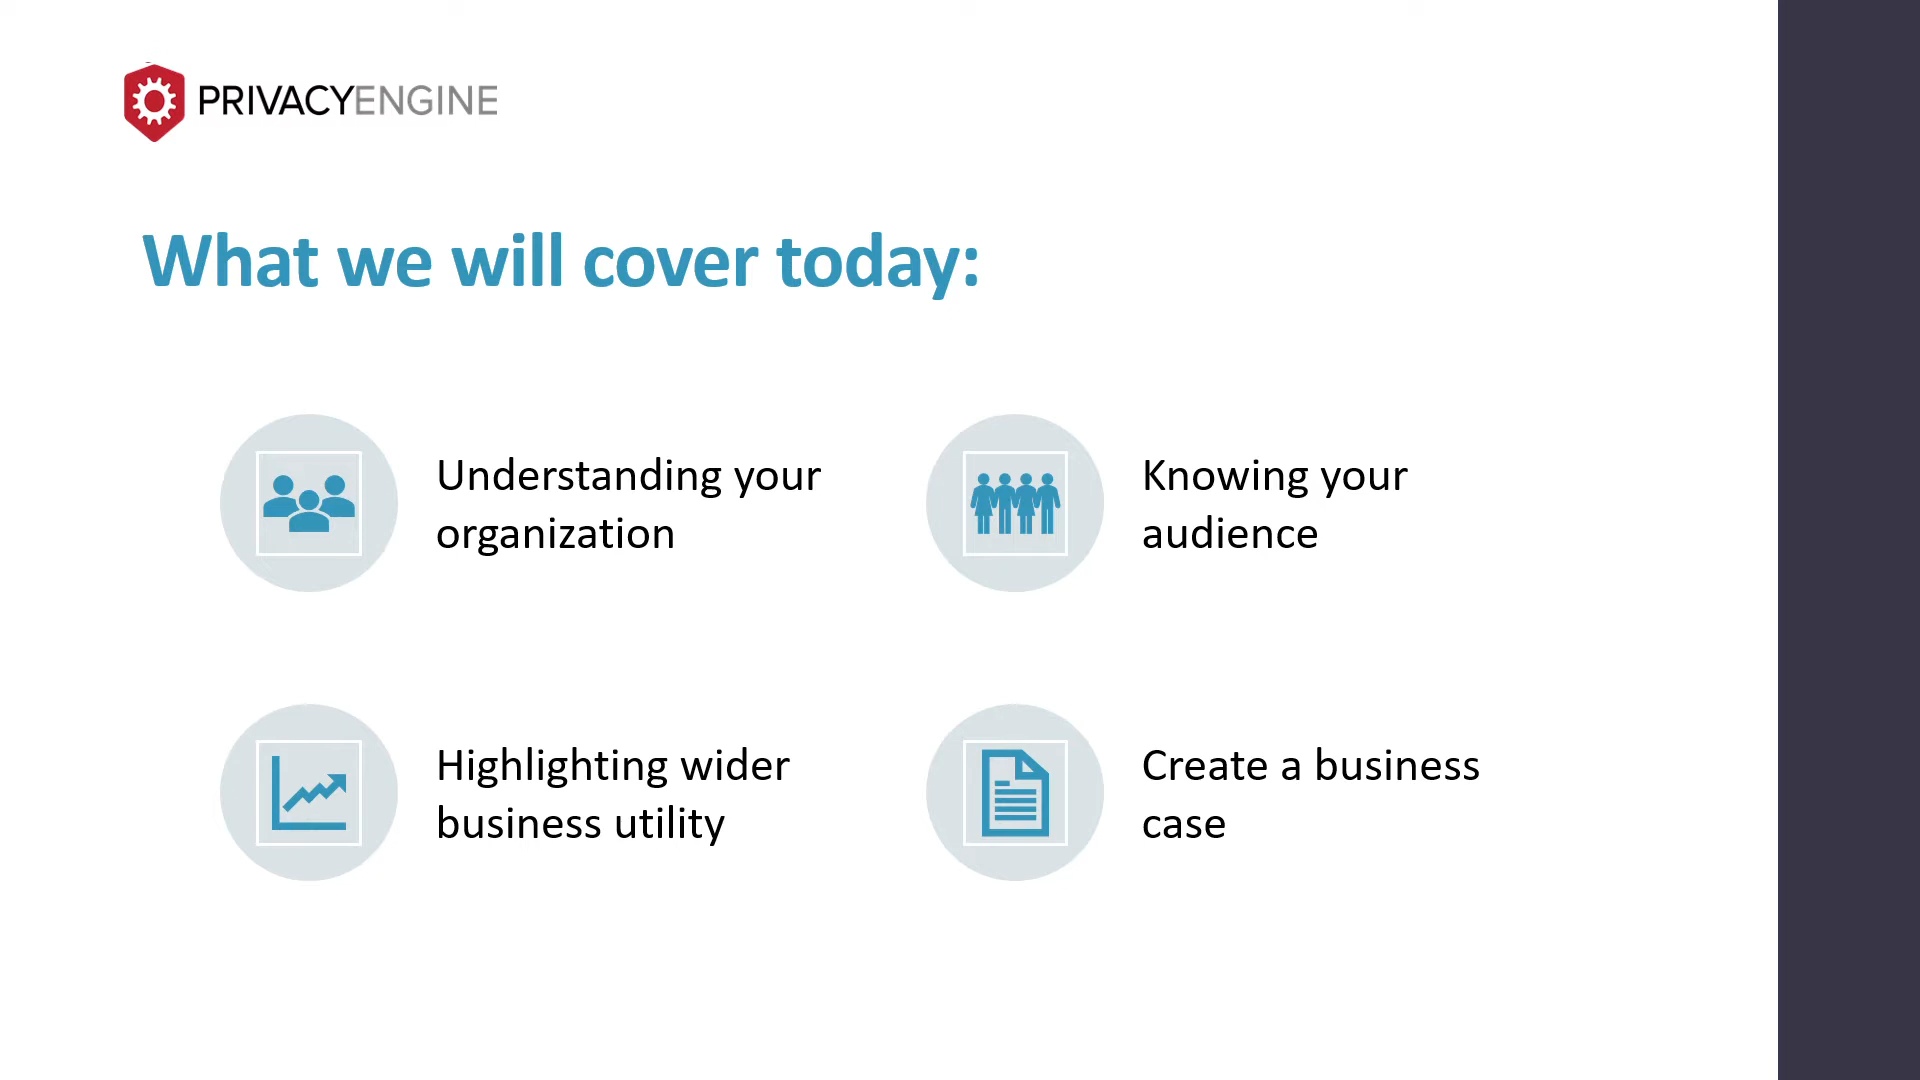 PRIVACYENGINE
What we will cover today:
Understanding your
organization
Knowing your
audience
Highlighting wider
business utility
Create a business
case